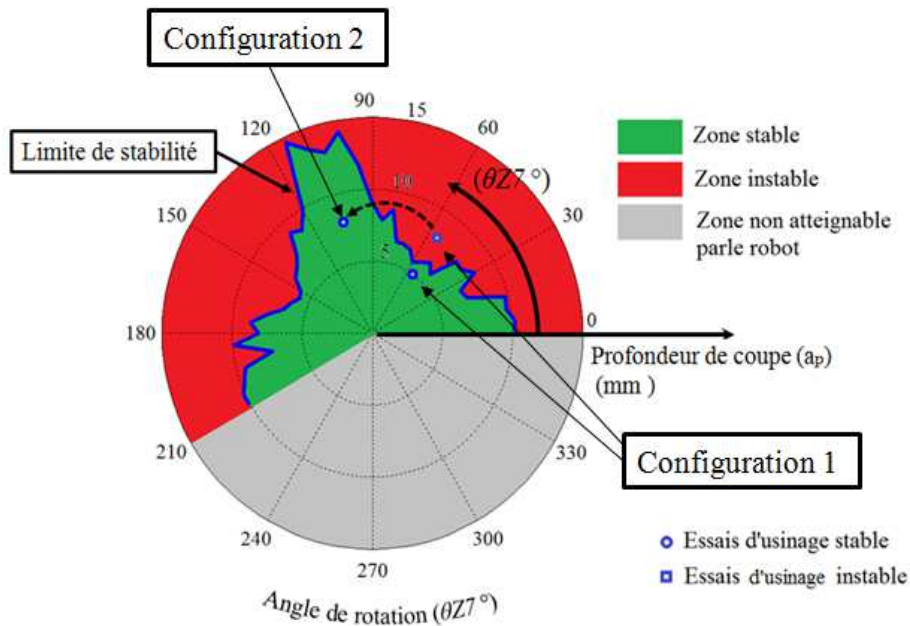 Configuration 2
Limite de stabilité
90
15
120
60
(θZ7 °)
10
150
30
5
180
0
Profondeur de coupe (aₚ)
(mm )
210
330
240
300
270
Angle de rotation (θZ7 °)
Zone stable
Zone instable
Zone non atteignable
parle robot
Configuration 1
Essais d'usinage stable
Essais d'usinage instable